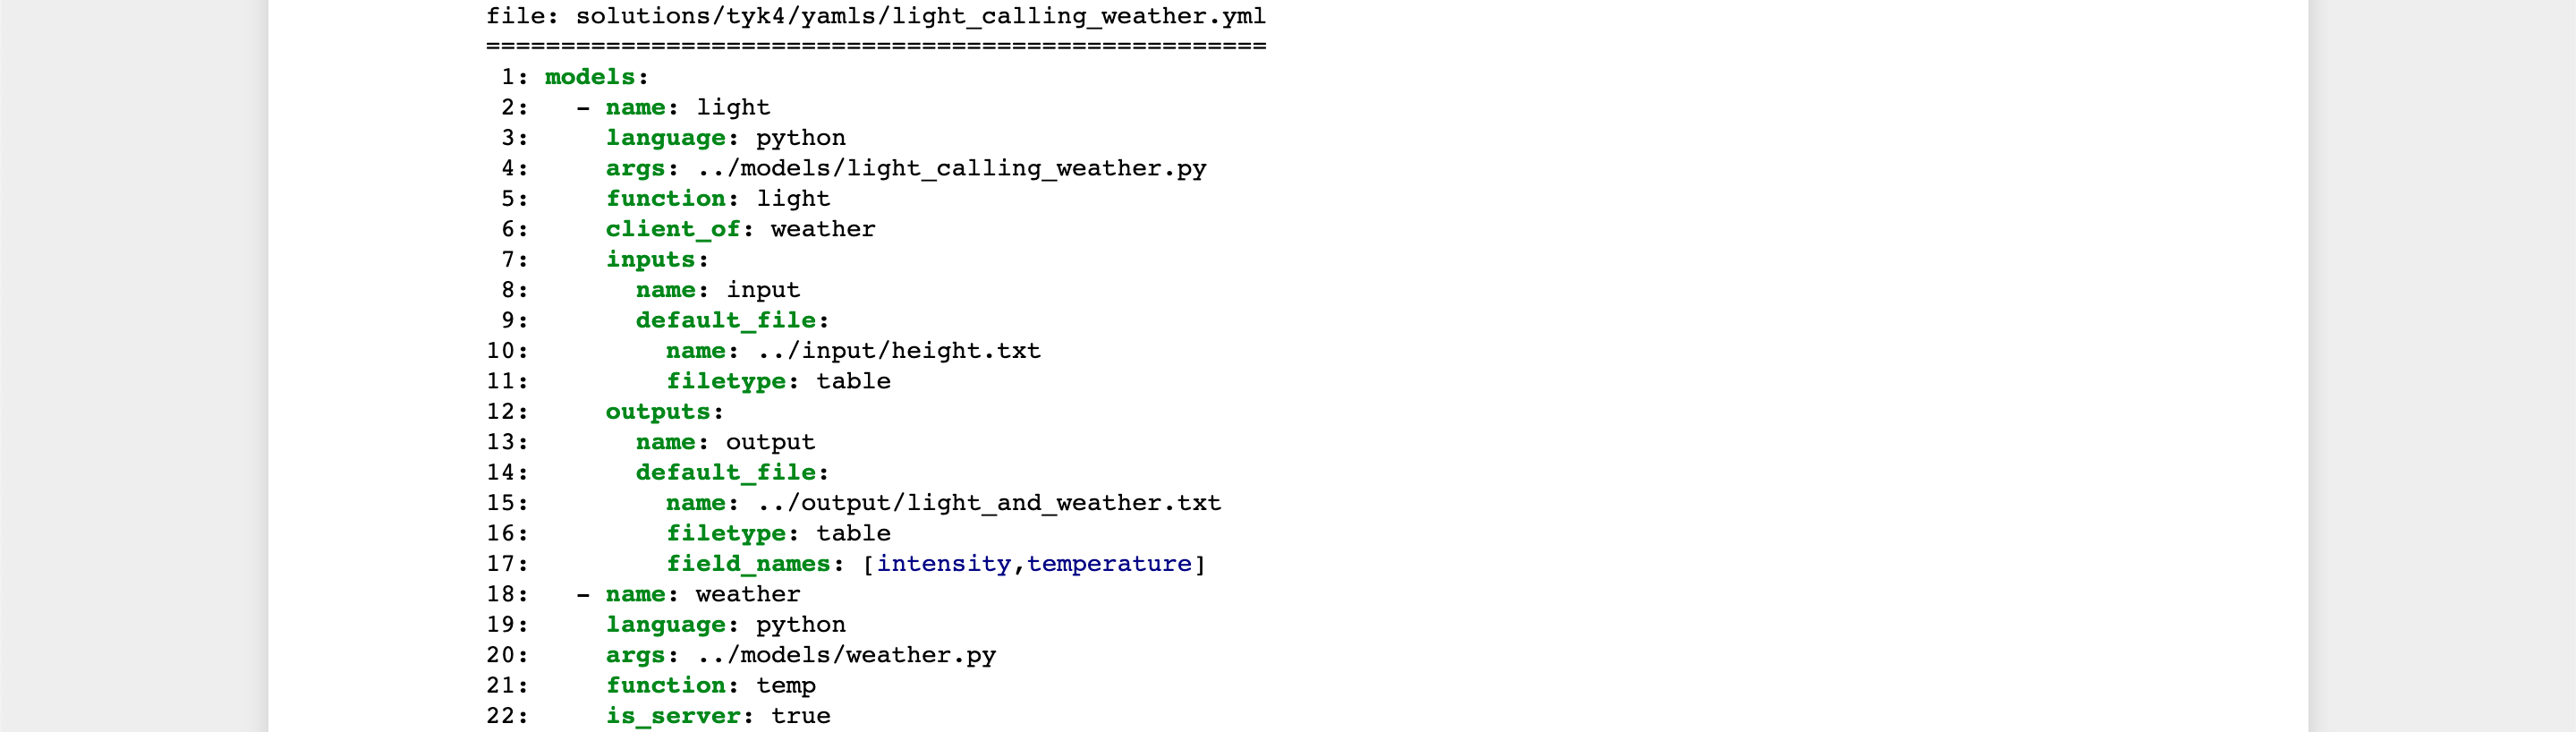 file: solutions/tyk4/yamls/light_calling_weather.yml
====================================================
 1: models:
 2:   - name: light
 3:     language: python
 4:     args: ../models/light_calling_weather.py
 5:     function: light
 6:     client_of: weather
 7:     inputs:
 8:       name: input
 9:       default_file:
10:         name: ../input/height.txt
11:         filetype: table
12:     outputs:
13:       name: output
14:       default_file:
15:         name: ../output/light_and_weather.txt
16:         filetype: table
17:         field_names: [intensity,temperature]
18:   - name: weather
19:     language: python
20:     args: ../models/weather.py
21:     function: temp
22:     is_server: true